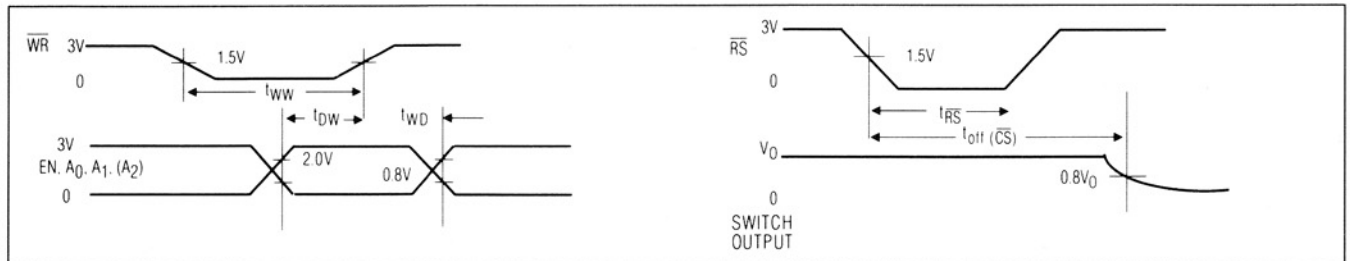 WR 3V
1.5V
0
tWW
tDW
tWD
3V
2.0V
EN, A0, A1, (A2)
0.8V
0
3V
RS
1.5V
0
tRS
toff (CS)
VO
0.8VO
0
SWITCH
OUTPUT